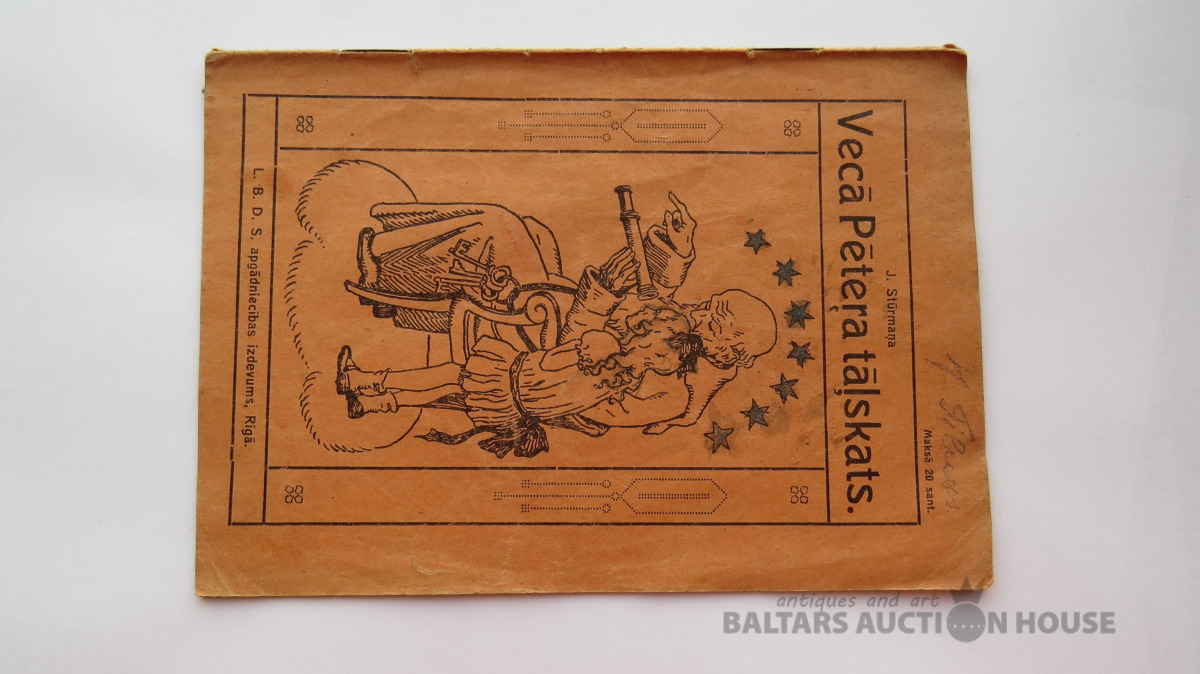 Maksā 20 sant.
J. Stūrmaņa
Vecā Pēteŗa tāļskats.
L. B. D. S. apgādniecības izdevums, Rīgā.
antiques and art
BALTARS AUCTION HOUSE